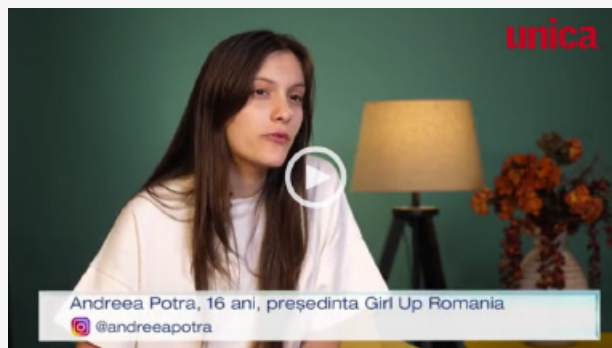 unica
Andreea Potra, 16 ani, președinta Girl Up Romania
@andreeapotra